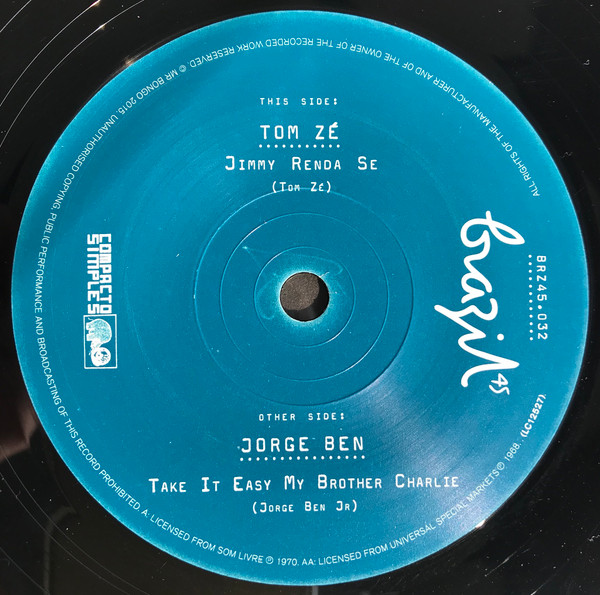 THIS SIDE:
TOM ZÉ
JIMMY RENDA SE
(TOM ZÉ)
COMPACTO
SIMPLES
brazil 45
BRZ45.032
(LC12527)
OTHER SIDE:
JORGE BEN
TAKE IT EASY MY BROTHER CHARLIE
(JORGE BEN JR)
ALL RIGHTS OF THE MANUFACTURER AND OF THE OWNER OF THE RECORDED WORK RESERVED. © MR BONGO 2015. UNAUTHORISED COPYING, PUBLIC PERFORMANCE AND BROADCASTING OF THIS RECORD PROHIBITED. A: LICENSED FROM SOM LIVRE ℗ 1970. AA: LICENSED FROM UNIVERSAL SPECIAL MARKETS ℗ 1968.